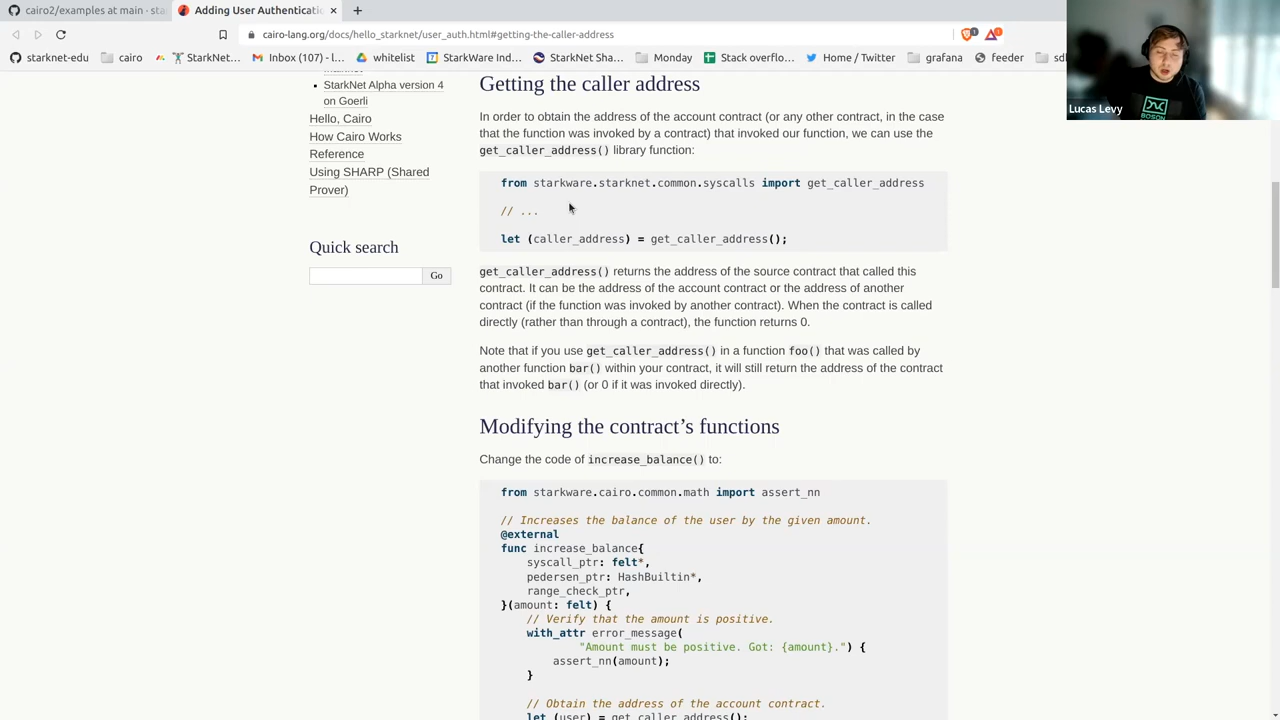 cairo2/examples at main · sta
Adding User Authenticati
cairo-lang.org/docs/hello_starknet/user_auth.html#getting-the-caller-address
starknet-edu
cairo
StarkNet…
Inbox (107) - l…
whitelist
StarkWare Ind…
StarkNet Sha…
Monday
Stack overflo…
Home / Twitter
grafana
feeder
Lucas Levy
BOSON
StarkNet Alpha version 4
on Goerli
Hello, Cairo
How Cairo Works
Reference
Using SHARP (Shared
Prover)
Quick search
Go
Getting the caller address
In order to obtain the address of the account contract (or any other contract, in the case
that the function was invoked by a contract) that invoked our function, we can use the
get_caller_address() library function:
from starkware.starknet.common.syscalls import get_caller_address
// ...
let (caller_address) = get_caller_address();
get_caller_address() returns the address of the source contract that called this
contract. It can be the address of the account contract or the address of another
contract (if the function was invoked by another contract). When the contract is called
directly (rather than through a contract), the function returns 0.
Note that if you use get_caller_address() in a function foo() that was called by
another function bar() within your contract, it will still return the address of the contract
that invoked bar() (or 0 if it was invoked directly).
Modifying the contract’s functions
Change the code of increase_balance() to:
from starkware.cairo.common.math import assert_nn
// Increases the balance of the user by the given amount.
@external
func increase_balance{
syscall_ptr: felt*,
pedersen_ptr: HashBuiltin*,
range_check_ptr,
}(amount: felt) {
// Verify that the amount is positive.
with_attr error_message(
"Amount must be positive. Got: {amount}.") {
assert_nn(amount);
}
// Obtain the address of the account contract.
let (user) = get_caller_address();